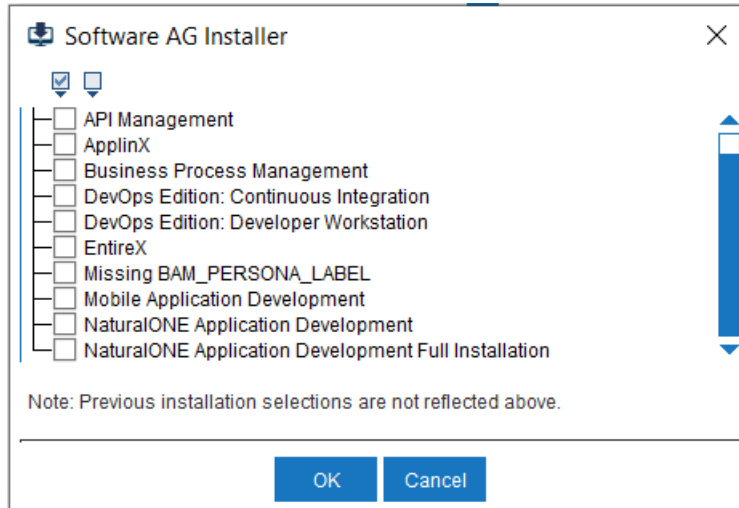 Software AG Installer
API Management
ApplinX
Business Process Management
DevOps Edition: Continuous Integration
DevOps Edition: Developer Workstation
EntireX
Missing BAM_PERSONA_LABEL
Mobile Application Development
NaturalONE Application Development
NaturalONE Application Development Full Installation
Note: Previous installation selections are not reflected above.
OK Cancel